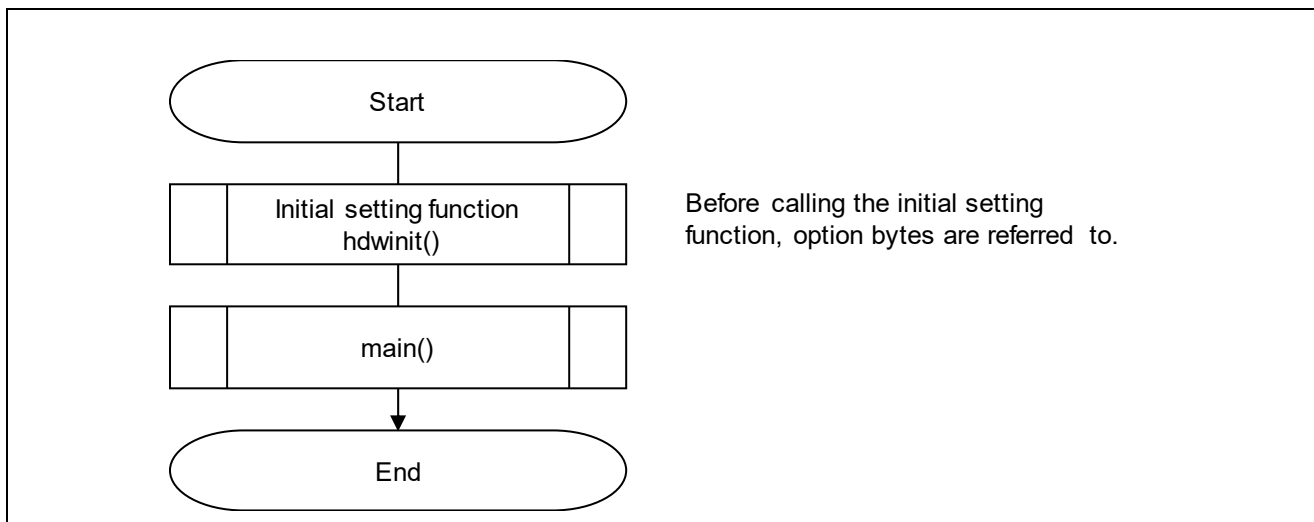 Start
Initial setting function
hdwinit()
Before calling the initial setting
function, option bytes are referred to.
main()
End